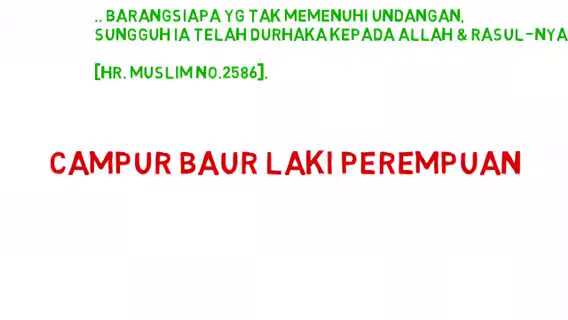 .. BARANGSIAPA YG TAK MEMENUHI UNDANGAN,
SUNGGUH IA TELAH DURHAKA KEPADA ALLAH & RASUL-NYA
[HR. MUSLIM NO.2586].
CAMPUR BAUR LAKI PEREMPUAN